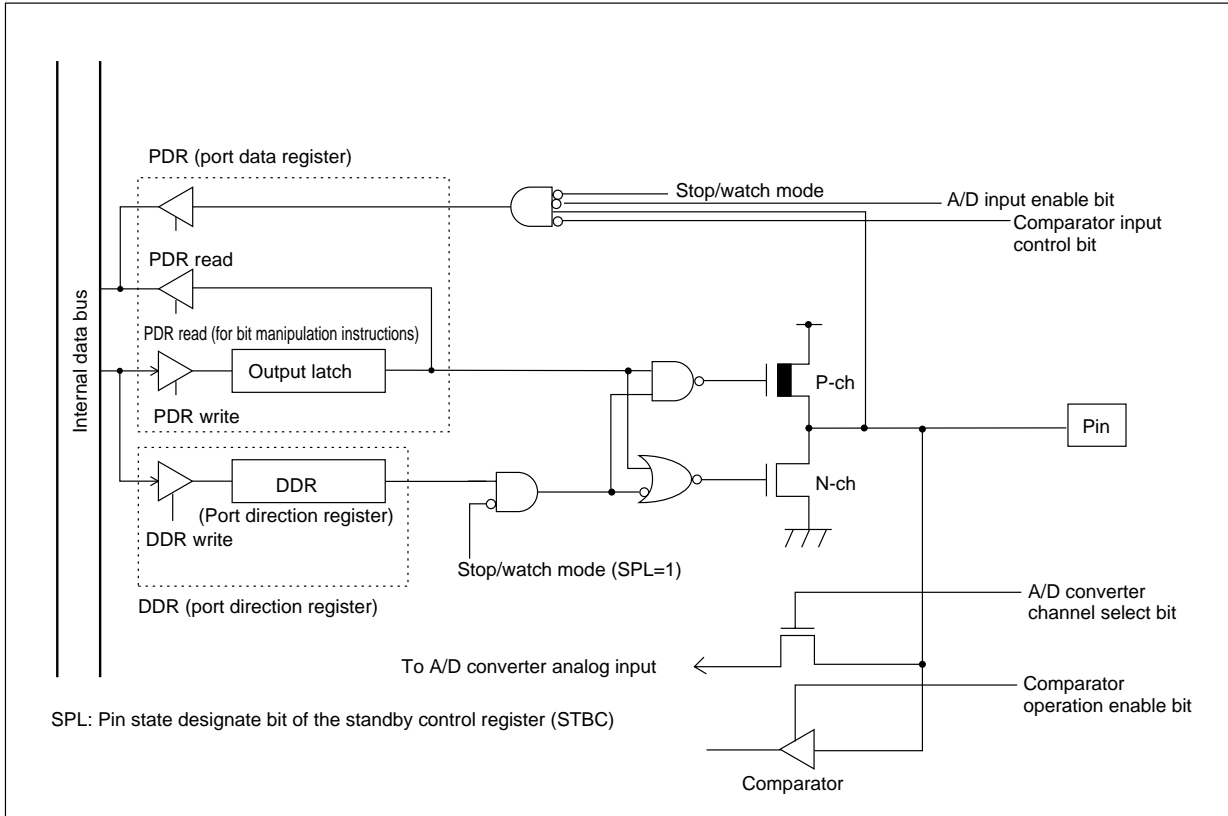 PDR (port data register)
Stop/watch mode
A/D input enable bit
Comparator input
control bit
PDR read
Internal data bus
PDR read (for bit manipulation instructions)
Output latch
P-ch
PDR write
Pin
DDR
N-ch
(Port direction register)
DDR write
Stop/watch mode (SPL=1)
DDR (port direction register)
A/D converter
channel select bit
To A/D converter analog input
Comparator
operation enable bit
SPL: Pin state designate bit of the standby control register (STBC)
Comparator